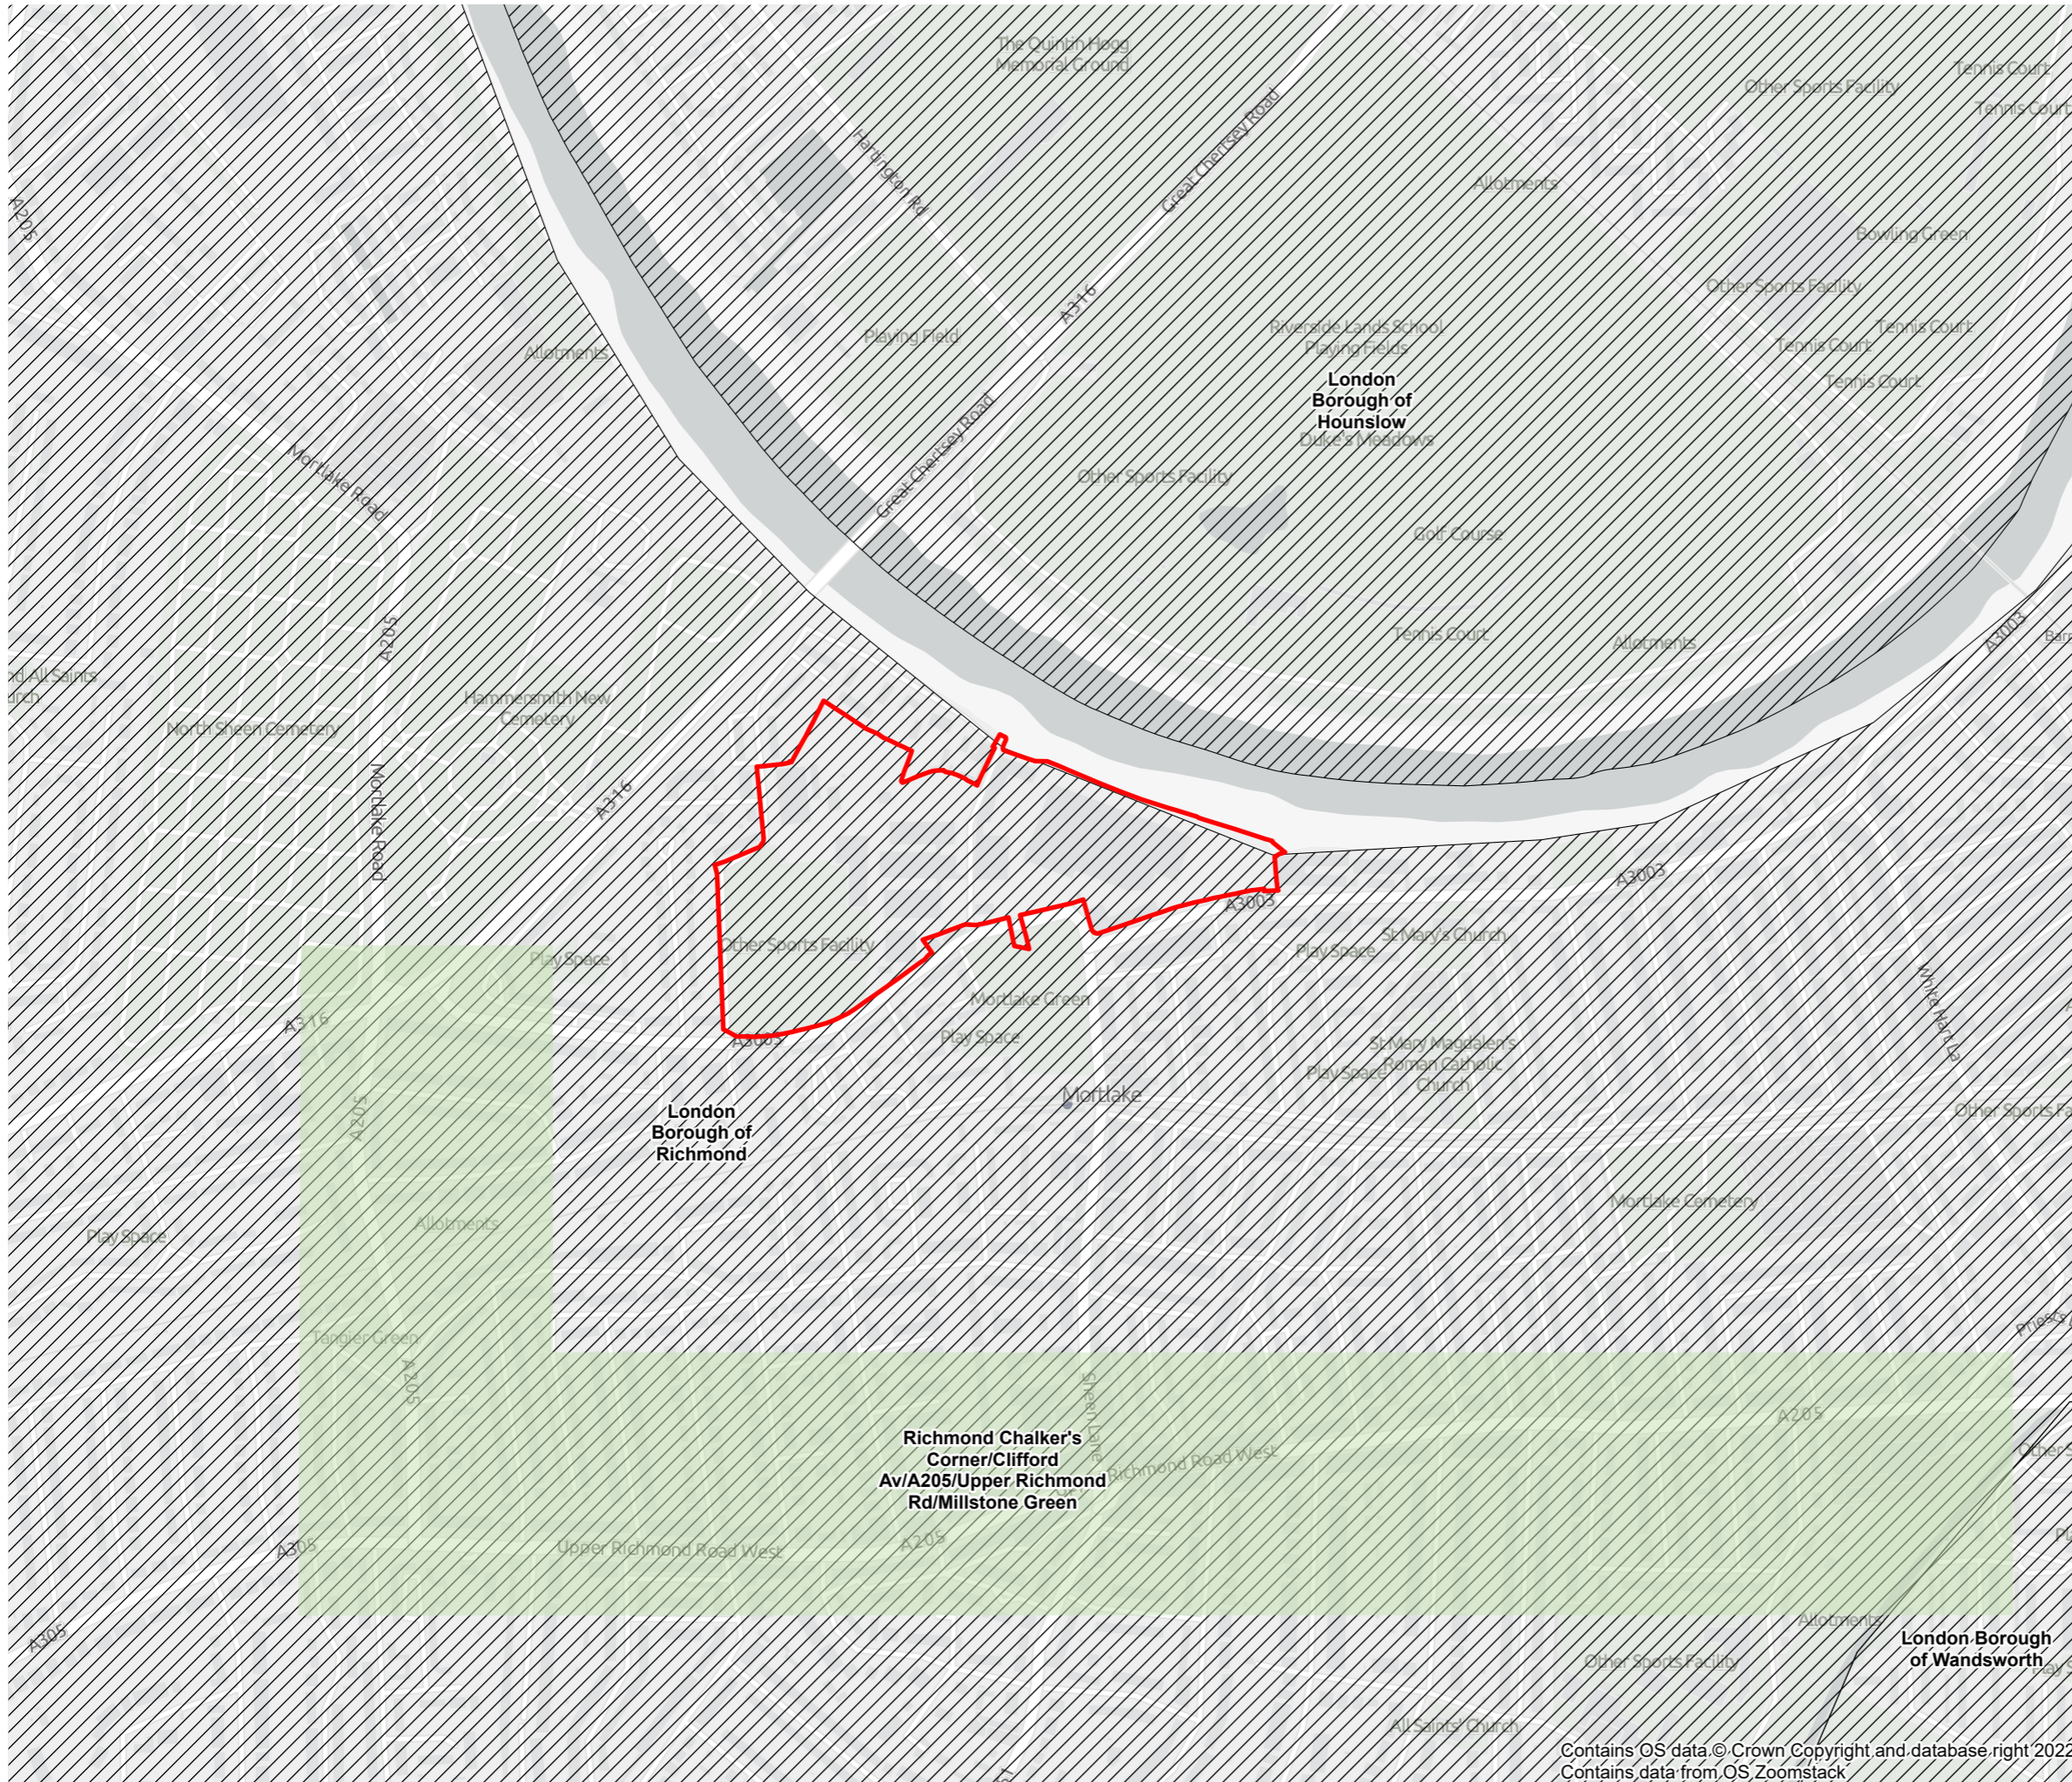 The Quintin Hogg
Memorial Ground
Tennis Court
Other Sports Facility
Tennis Court
Great Chertsey Road
Hartington Rd
Allotments
A205
Bowling Green
Other Sports Facility
A316
Playing Field
Riverside Lands School
Playing Fields
Tennis Court
Tennis Court
Allotments
London
Borough of
Hounslow
Tennis Court
Great Chertsey Road
Duke's Meadows
Mortlake Road
Other Sports Facility
Golf Course
A205
Tennis Court
Allotments
A3003
nd All Saints
Hammersmith New
Cemetery
North Sheen Cemetery
A316
Mortlake Road
A3003
A3003
Other Sports Facility
Play Space
St Mary's Church
Play Space
Mortlake Green
White Hart La
A316
A3003
Play Space
St Mary Magdalen's
Roman Catholic
Church
Play Space
Mortlake
A205
London
Borough of
Richmond
Other Sports Fa
Mortlake Cemetery
Allotments
Play Space
Tangier Green
A205
Sheen Lane
A205
Richmond Chalker's
Corner/Clifford
Av/A205/Upper Richmond
Rd/Millstone Green
Richmond Road West
Other S
A205
Upper Richmond Road West
A305
A305
Allotments
London Borough
of Wandsworth
Other Sports Facility
Play S
All Saints' Church
Contains OS data © Crown Copyright and database right 2022
Contains data from OS Zoomstack